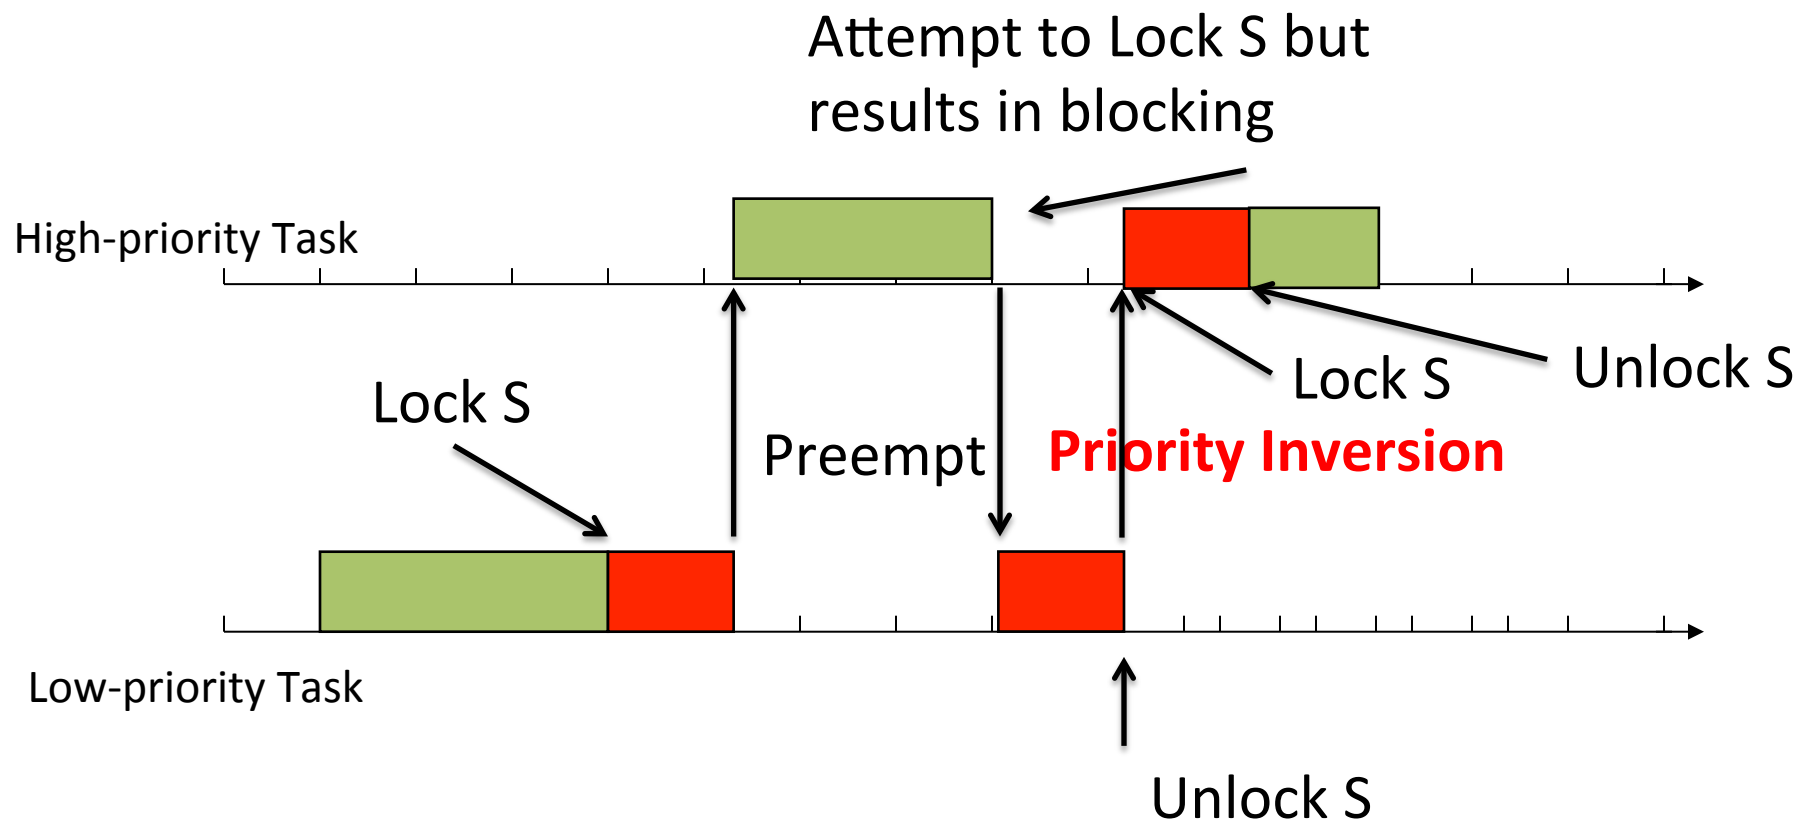 Attempt to Lock S but
results in blocking
High-priority Task
Lock S
Unlock S
Lock S
Preempt
Priority Inversion
Low-priority Task
Unlock S